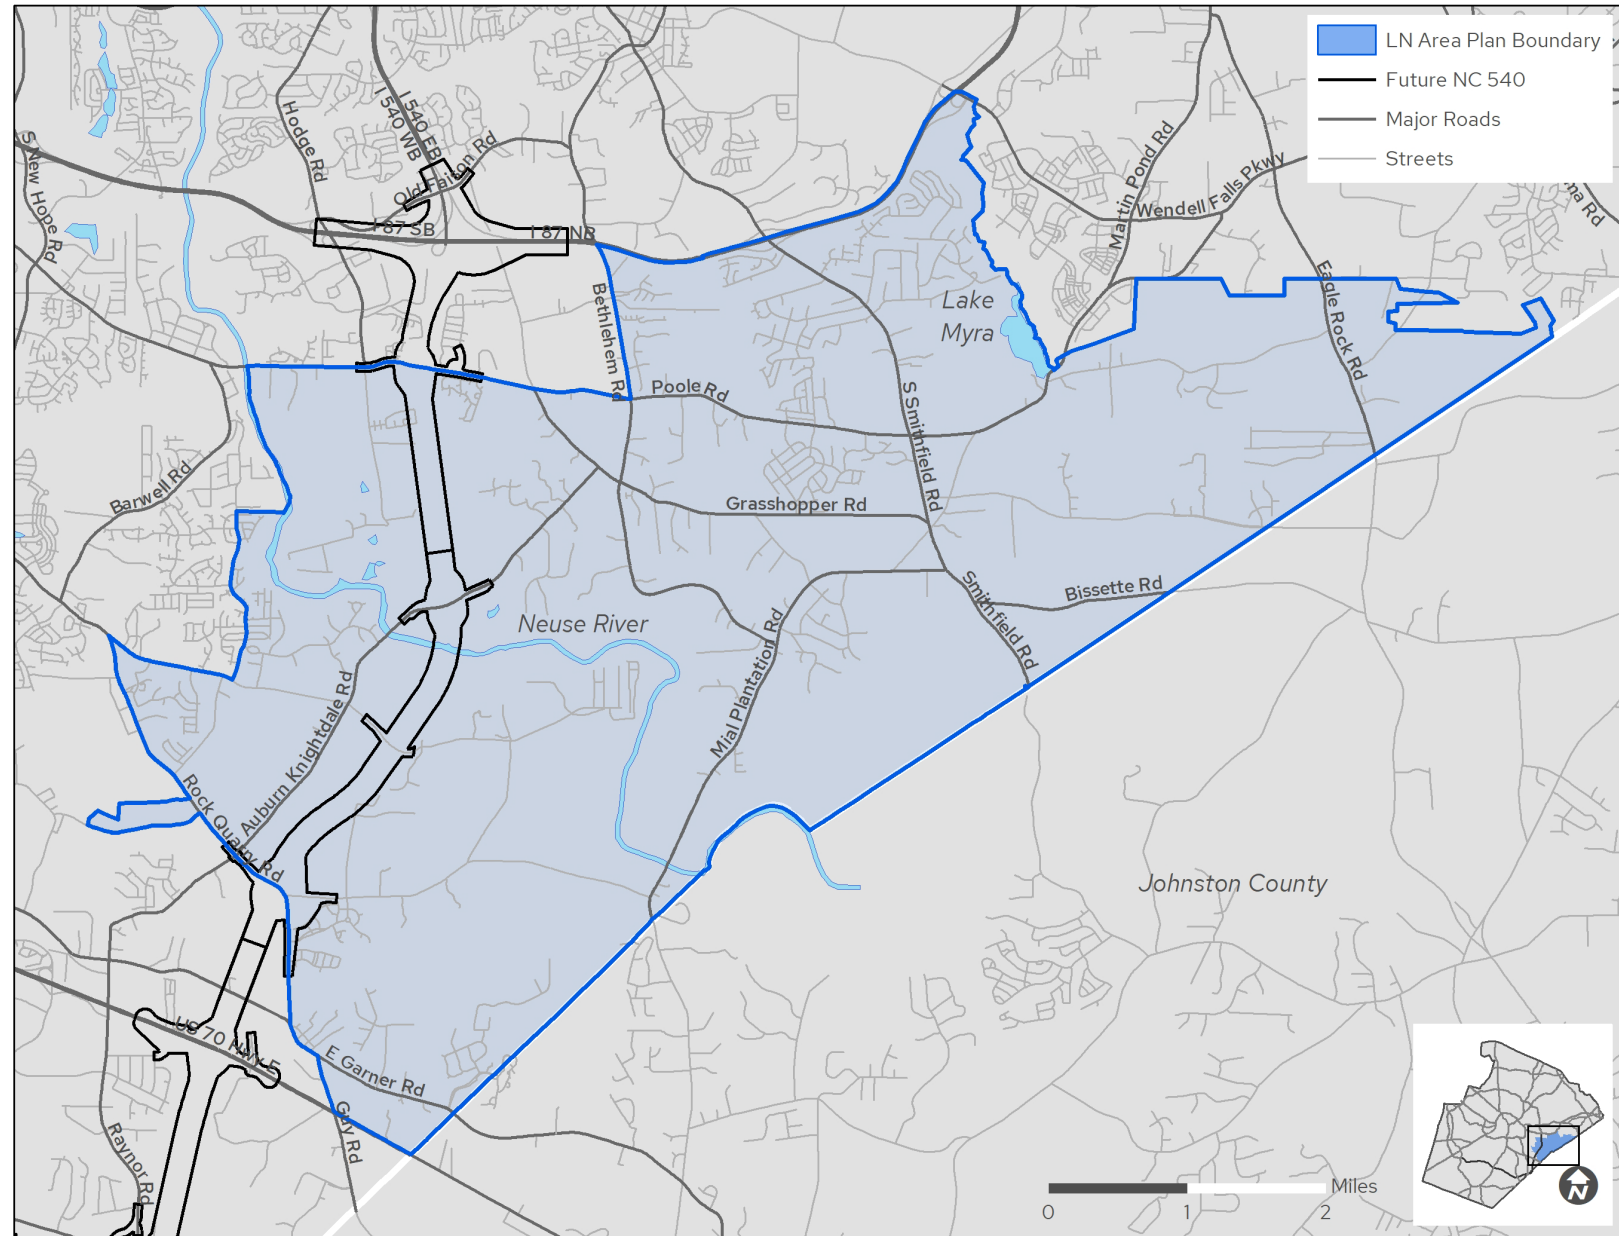 LN Area Plan Boundary
Future NC 540
Major Roads
Streets
S New Hope Rd
Hodge Rd
I 540 WB
I 540 EB
Old Faison Rd
I 87 SB
I 87 NB
Martin Pond Rd
Wendell Falls Pkwy
ma Rd
Bethlehem Rd
Lake
Myra
Eagle Rock Rd
Poole Rd
S Smithfield Rd
Barwell Rd
Grasshopper Rd
Neuse River
Smithfield Rd
Bissette Rd
Mial Plantation Rd
Auburn Knightdale Rd
Rock Quarry Rd
Johnston County
US 70 Hwy E
E Garner Rd
Guy Rd
Raynor Rd
Miles
0
1
2
N